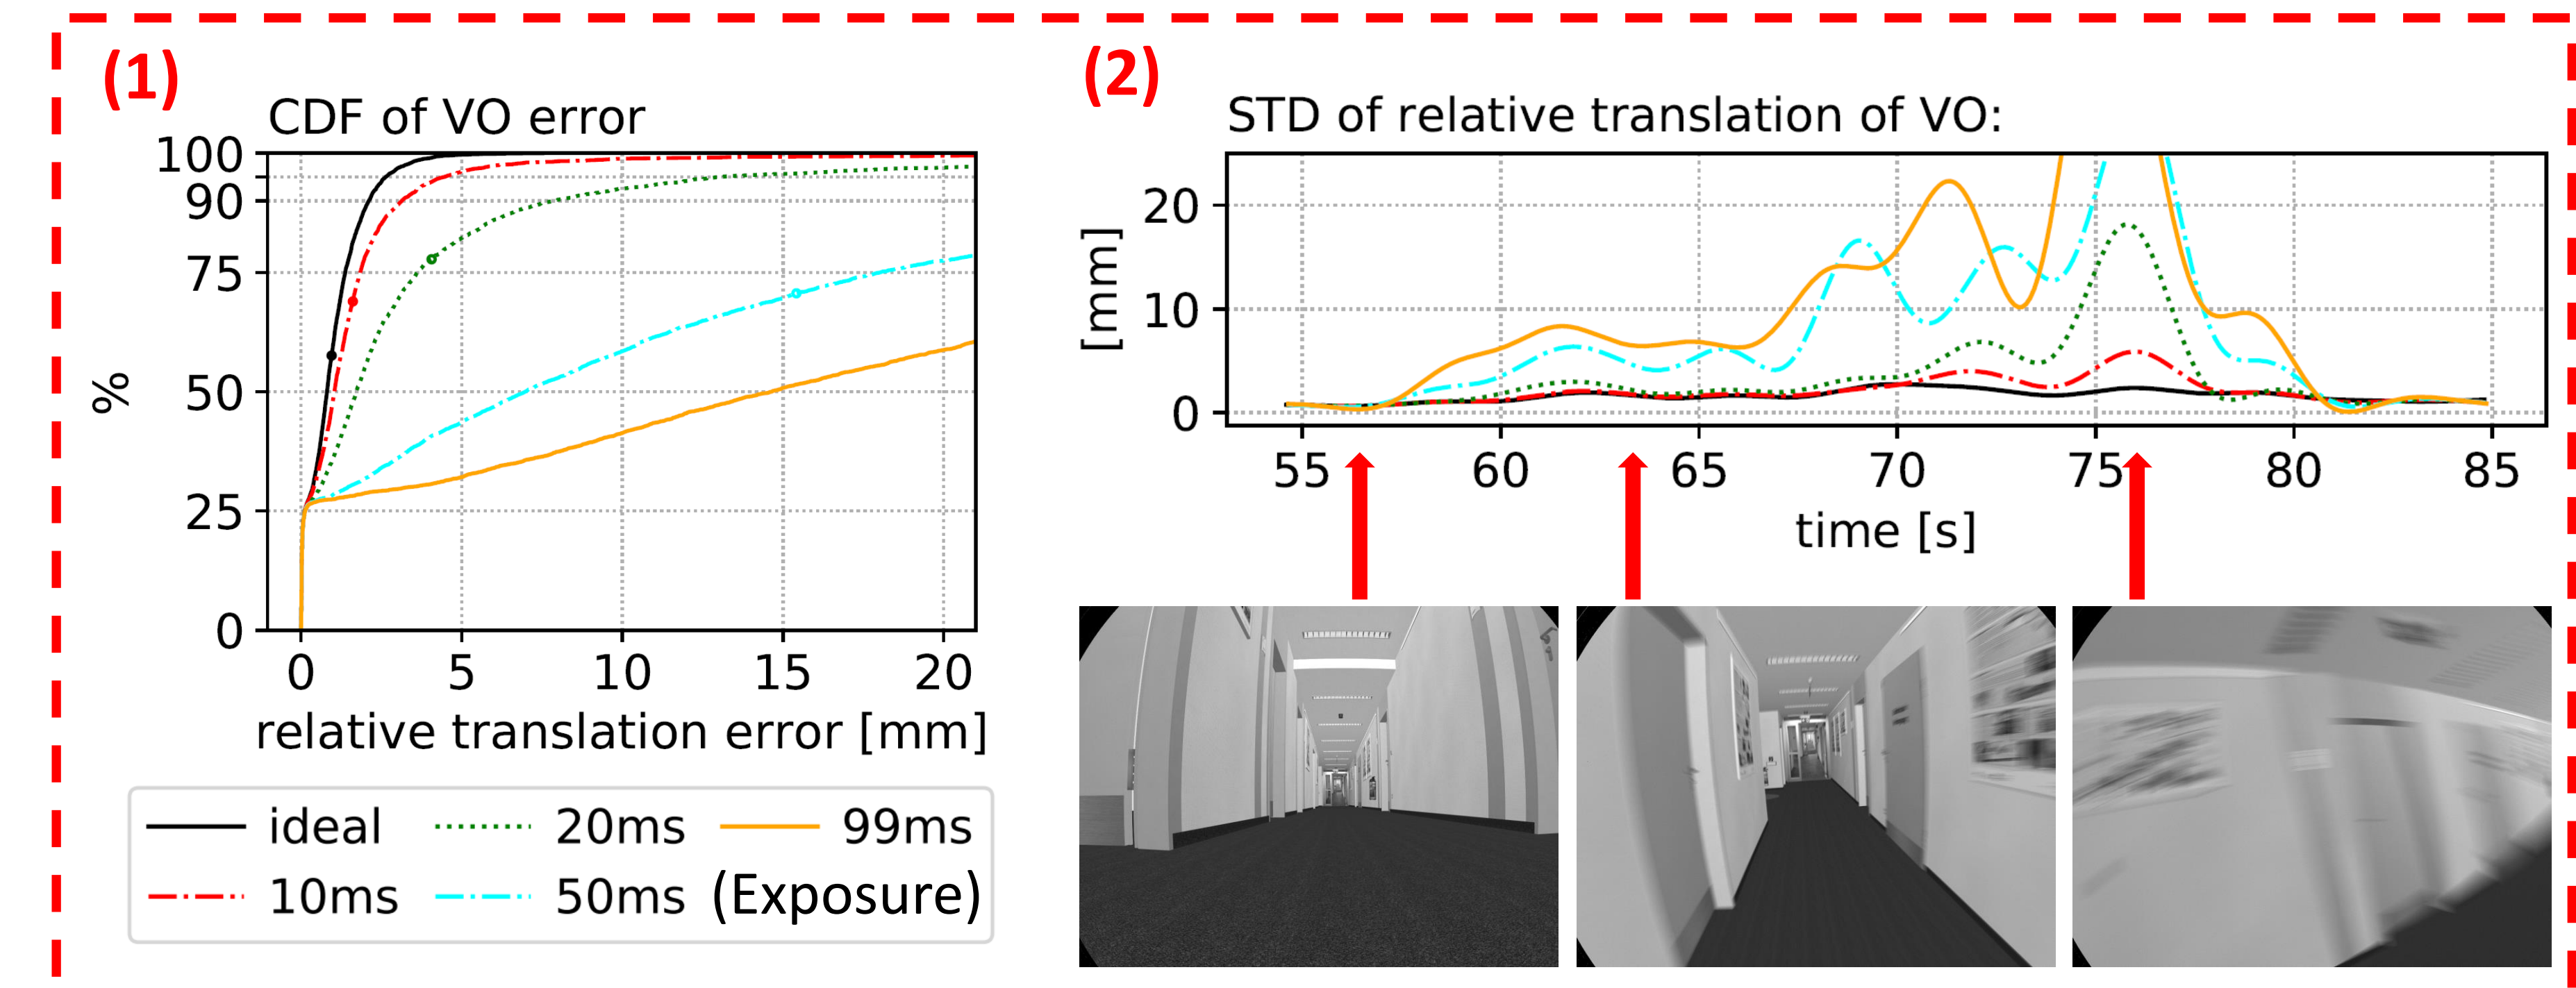 (1)
CDF of VO error
100
90
75
50
25
0
%
0 5 10 15 20
relative translation error [mm]
ideal 20ms 99ms
10ms 50ms (Exposure)
(2)
STD of relative translation of VO:
20
10
0
[mm]
55 60 65 70 75 80 85
time [s]